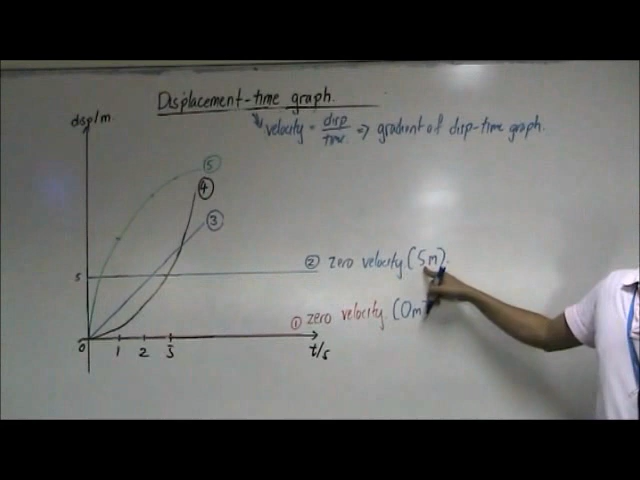 Displacement-time graph.
disp/m.
velocity = disp/time. => gradient of disp-time graph.
5
4
3
5
2 zero velocity (5m).
1 zero velocity (0m)
0 1 2 3 t/s